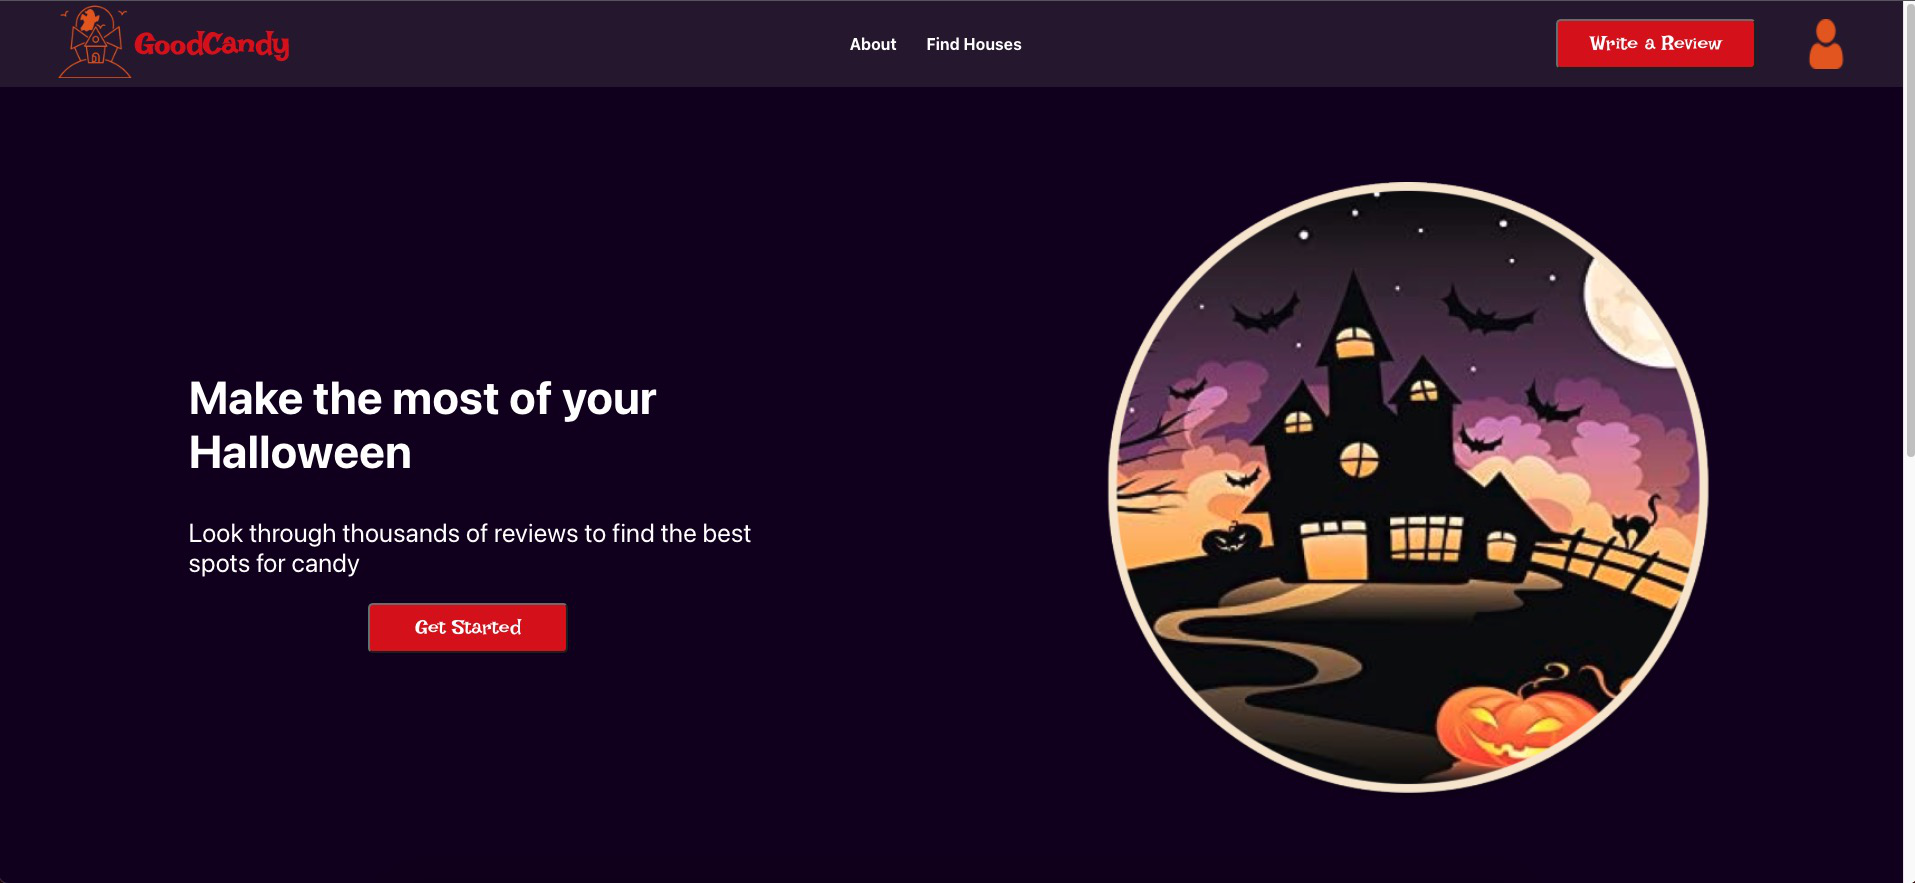 GoodCandy
About
Find Houses
Write a Review
Make the most of your
Halloween
Look through thousands of reviews to find the best
spots for candy
Get Started